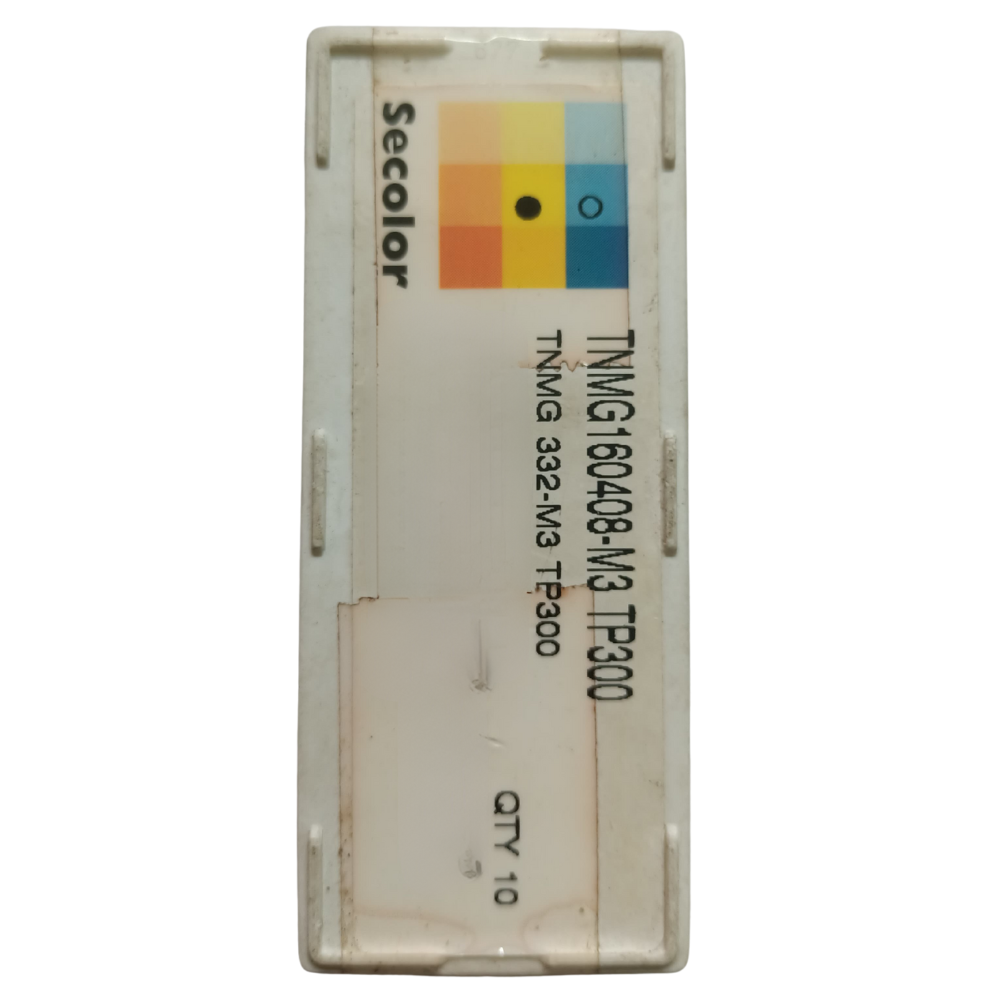 Secolor
TNMG160408-M3 TP300
TNMG 332-M3 TP300
QTY 10